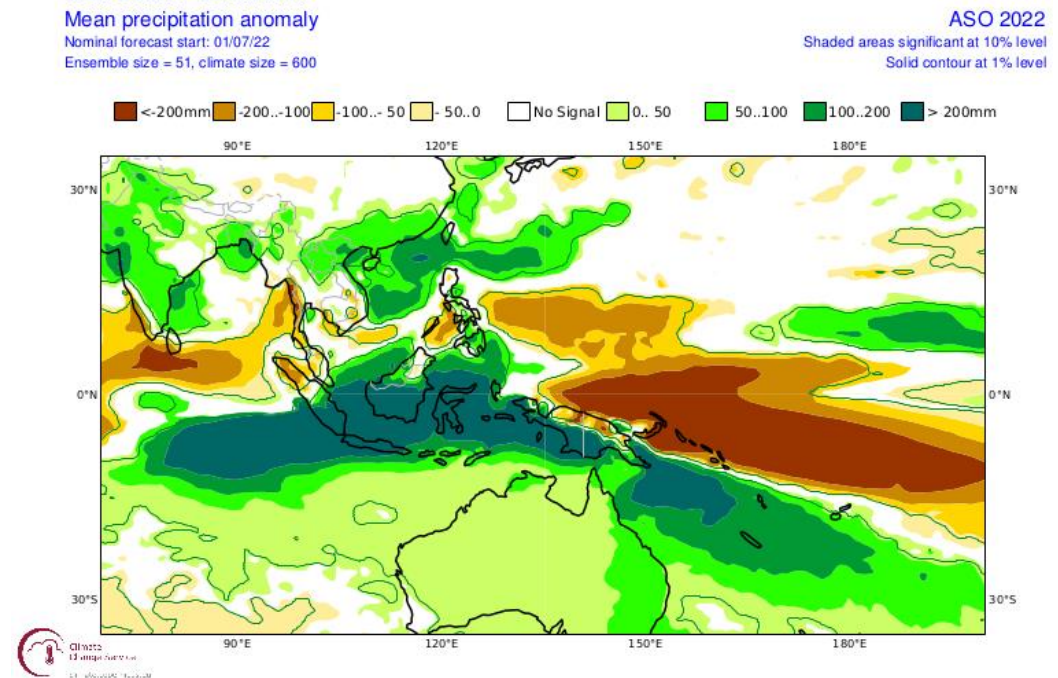 Mean precipitation anomaly
Nominal forecast start: 01/07/22
Ensemble size = 51, climate size = 600
ASO 2022
Shaded areas significant at 10% level
Solid contour at 1% level
<-200mm -200..-100 -100..- 50 - 50..0 No Signal 0.. 50 50..100 100..200 > 200mm
90°E 120°E 150°E 180°E
30°N 30°N
0°N 0°N
30°S 30°S
90°E 120°E 150°E 180°E
Climate
Change Service